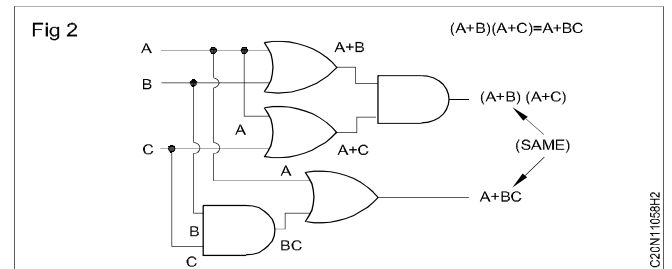 Fig 2
(A+B)(A+C)=A+BC
A
A+B
B
(A+B) (A+C)
A
A+C
C
(SAME)
A
A+BC
B
BC
C
C20N11058H2